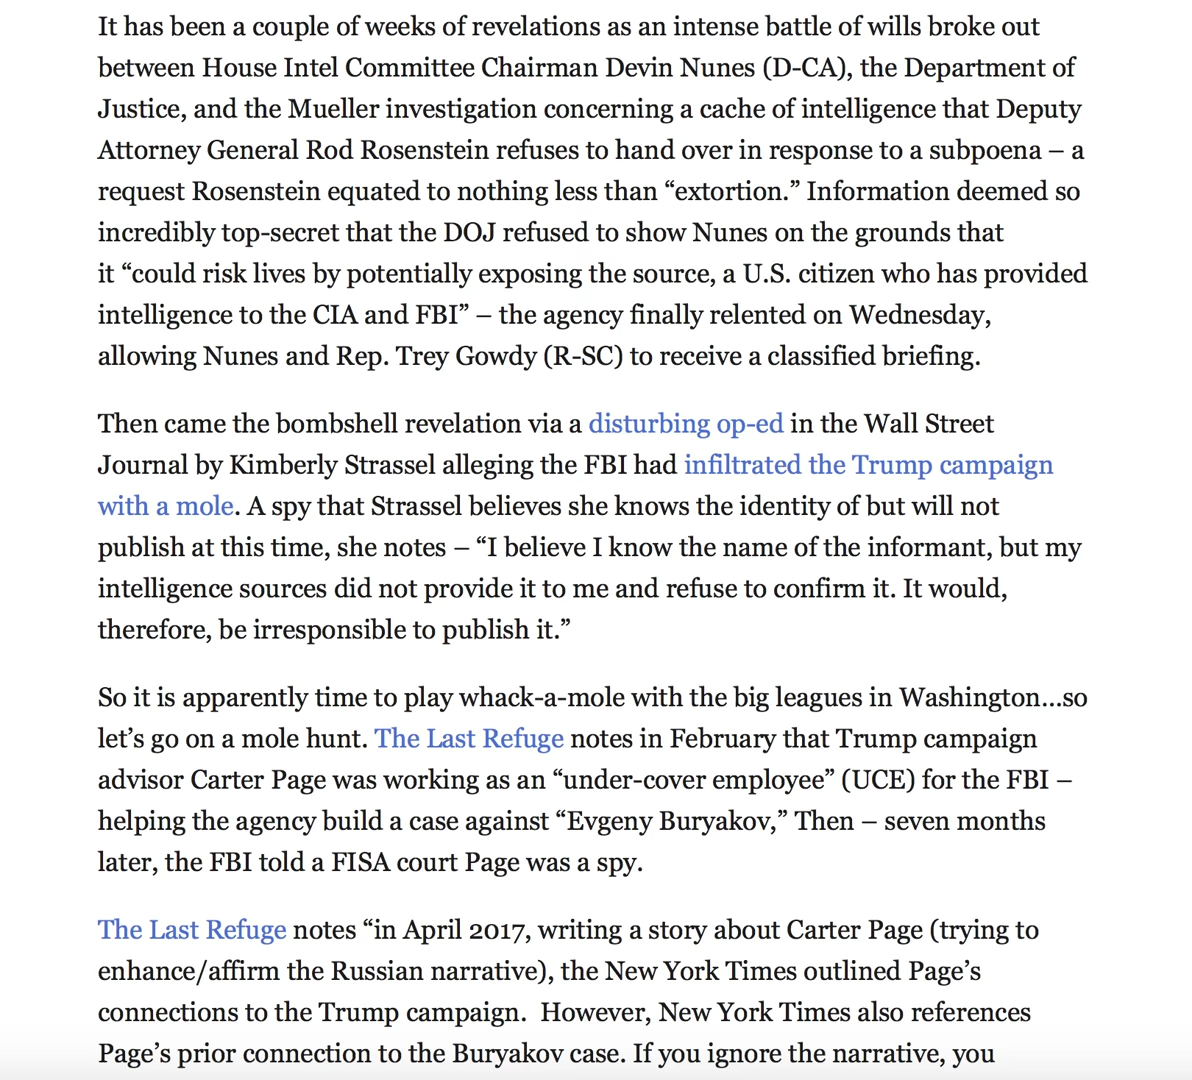 It has been a couple of weeks of revelations as an intense battle of wills broke out
between House Intel Committee Chairman Devin Nunes (D-CA), the Department of
Justice, and the Mueller investigation concerning a cache of intelligence that Deputy
Attorney General Rod Rosenstein refuses to hand over in response to a subpoena – a
request Rosenstein equated to nothing less than “extortion.” Information deemed so
incredibly top-secret that the DOJ refused to show Nunes on the grounds that
it “could risk lives by potentially exposing the source, a U.S. citizen who has provided
intelligence to the CIA and FBI” – the agency finally relented on Wednesday,
allowing Nunes and Rep. Trey Gowdy (R-SC) to receive a classified briefing.
Then came the bombshell revelation via a disturbing op-ed in the Wall Street
Journal by Kimberly Strassel alleging the FBI had infiltrated the Trump campaign
with a mole. A spy that Strassel believes she knows the identity of but will not
publish at this time, she notes – “I believe I know the name of the informant, but my
intelligence sources did not provide it to me and refuse to confirm it. It would,
therefore, be irresponsible to publish it.”
So it is apparently time to play whack-a-mole with the big leagues in Washington…so
let’s go on a mole hunt. The Last Refuge notes in February that Trump campaign
advisor Carter Page was working as an “under-cover employee” (UCE) for the FBI –
helping the agency build a case against “Evgeny Buryakov,” Then – seven months
later, the FBI told a FISA court Page was a spy.
The Last Refuge notes “in April 2017, writing a story about Carter Page (trying to
enhance/affirm the Russian narrative), the New York Times outlined Page’s
connections to the Trump campaign.  However, New York Times also references
Page’s prior connection to the Buryakov case. If you ignore the narrative, you